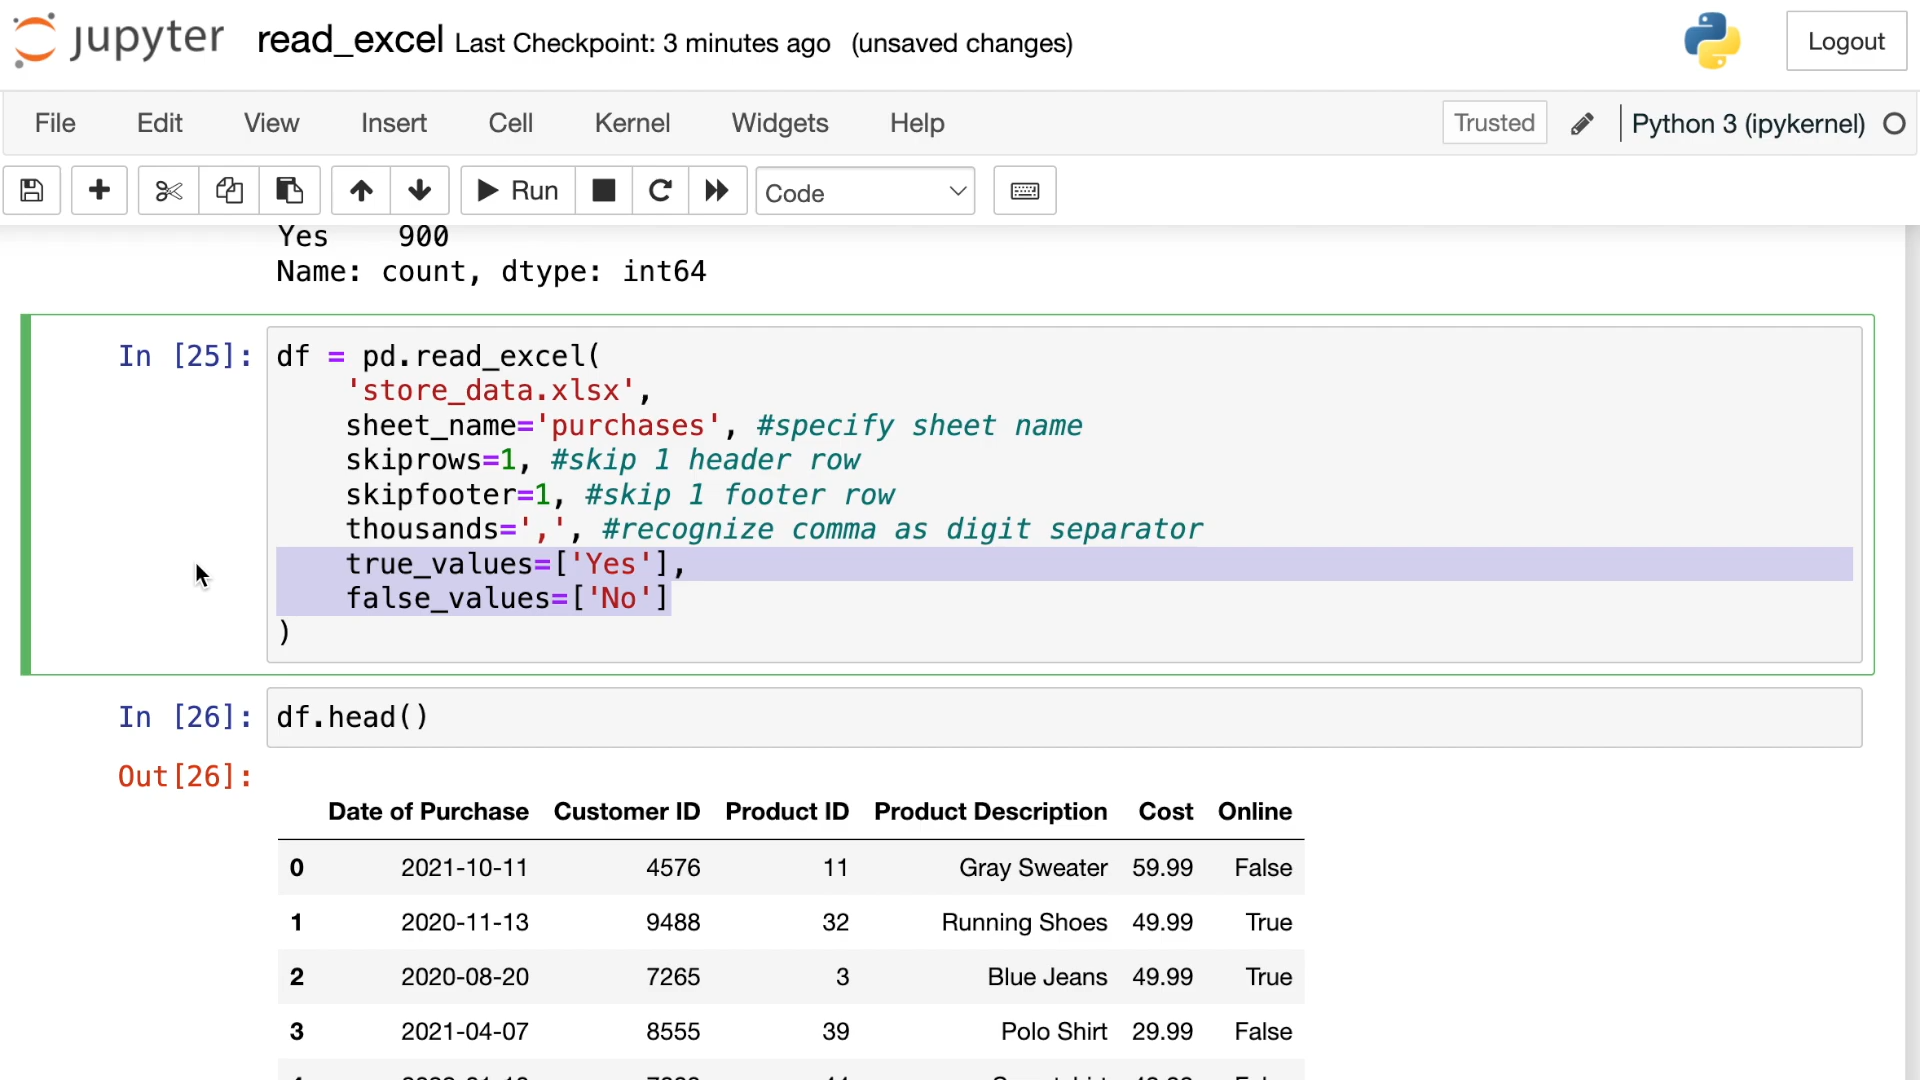 jupyter read_excel Last Checkpoint: 3 minutes ago (unsaved changes) Logout
File Edit View Insert Cell Kernel Widgets Help Trusted Python 3 (ipykernel)
Run Code
Yes 900
Name: count, dtype: int64
In [25]: df = pd.read_excel(
'store_data.xlsx',
sheet_name='purchases', #specify sheet name
skiprows=1, #skip 1 header row
skipfooter=1, #skip 1 footer row
thousands=',', #recognize comma as digit separator
true_values=['Yes'],
false_values=['No']
)
In [26]: df.head()
Out[26]:
Date of Purchase Customer ID Product ID Product Description Cost Online
0 2021-10-11 4576 11 Gray Sweater 59.99 False
1 2020-11-13 9488 32 Running Shoes 49.99 True
2 2020-08-20 7265 3 Blue Jeans 49.99 True
3 2021-04-07 8555 39 Polo Shirt 29.99 False